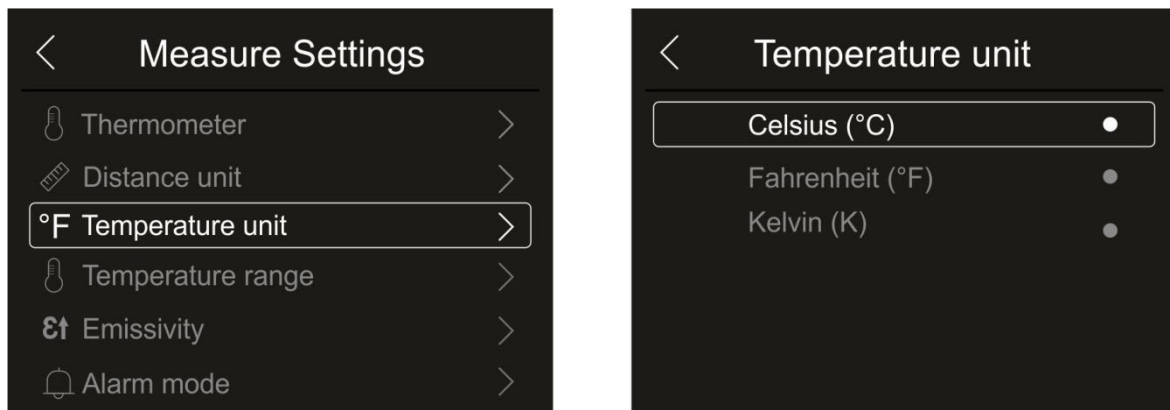 Measure Settings
Thermometer
Distance unit
°F Temperature unit
Temperature range
Ɛ↑ Emissivity
Alarm mode
Temperature unit
Celsius (°C)
Fahrenheit (°F)
Kelvin (K)